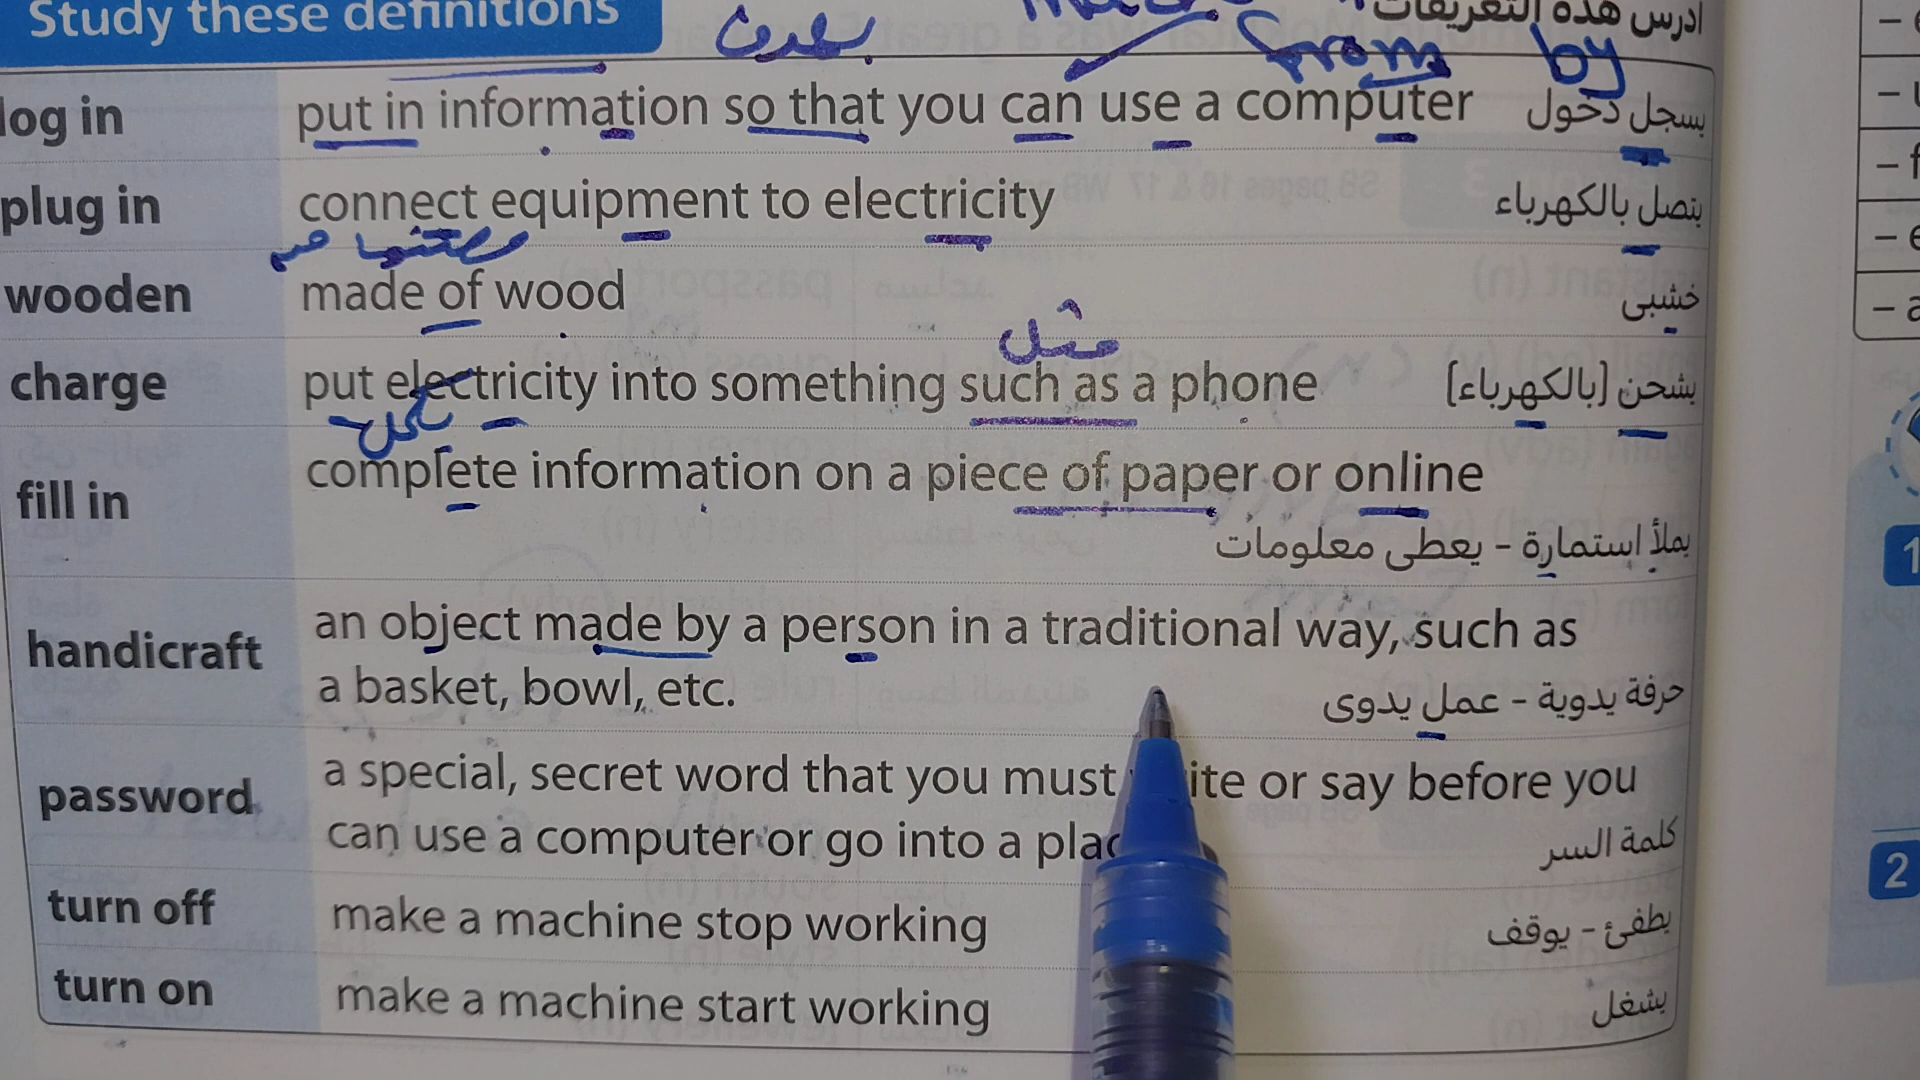 Study these definitions ادرس هذه التعريفات
from by
log in put in information so that you can use a computer يسجل دخول
plug in connect equipment to electricity يتصل بالكهرباء
wooden made of wood خشبى
مثل
charge put electricity into something such as a phone يشحن [بالكهرباء]
fill in complete information on a piece of paper or online
يملأ استمارة - يعطى معلومات
handicraft an object made by a person in a traditional way, such as
a basket, bowl, etc. حرفة يدوية - عمل يدوى
password a special, secret word that you must ite or say before you
can use a computer or go into a plac كلمة السر
turn off make a machine stop working يطفئ - يوقف
turn on make a machine start working يشغل
1
2